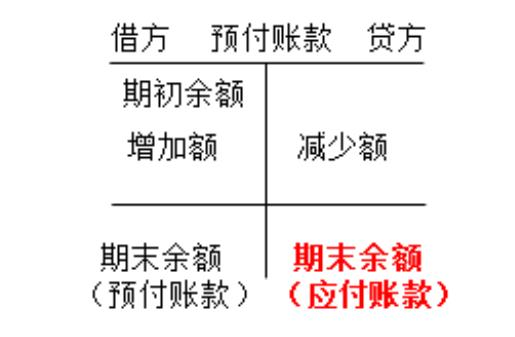 借方 预付账款 贷方
期初余额
增加额 减少额
期末余额 期末余额
（预付账款） （应付账款）